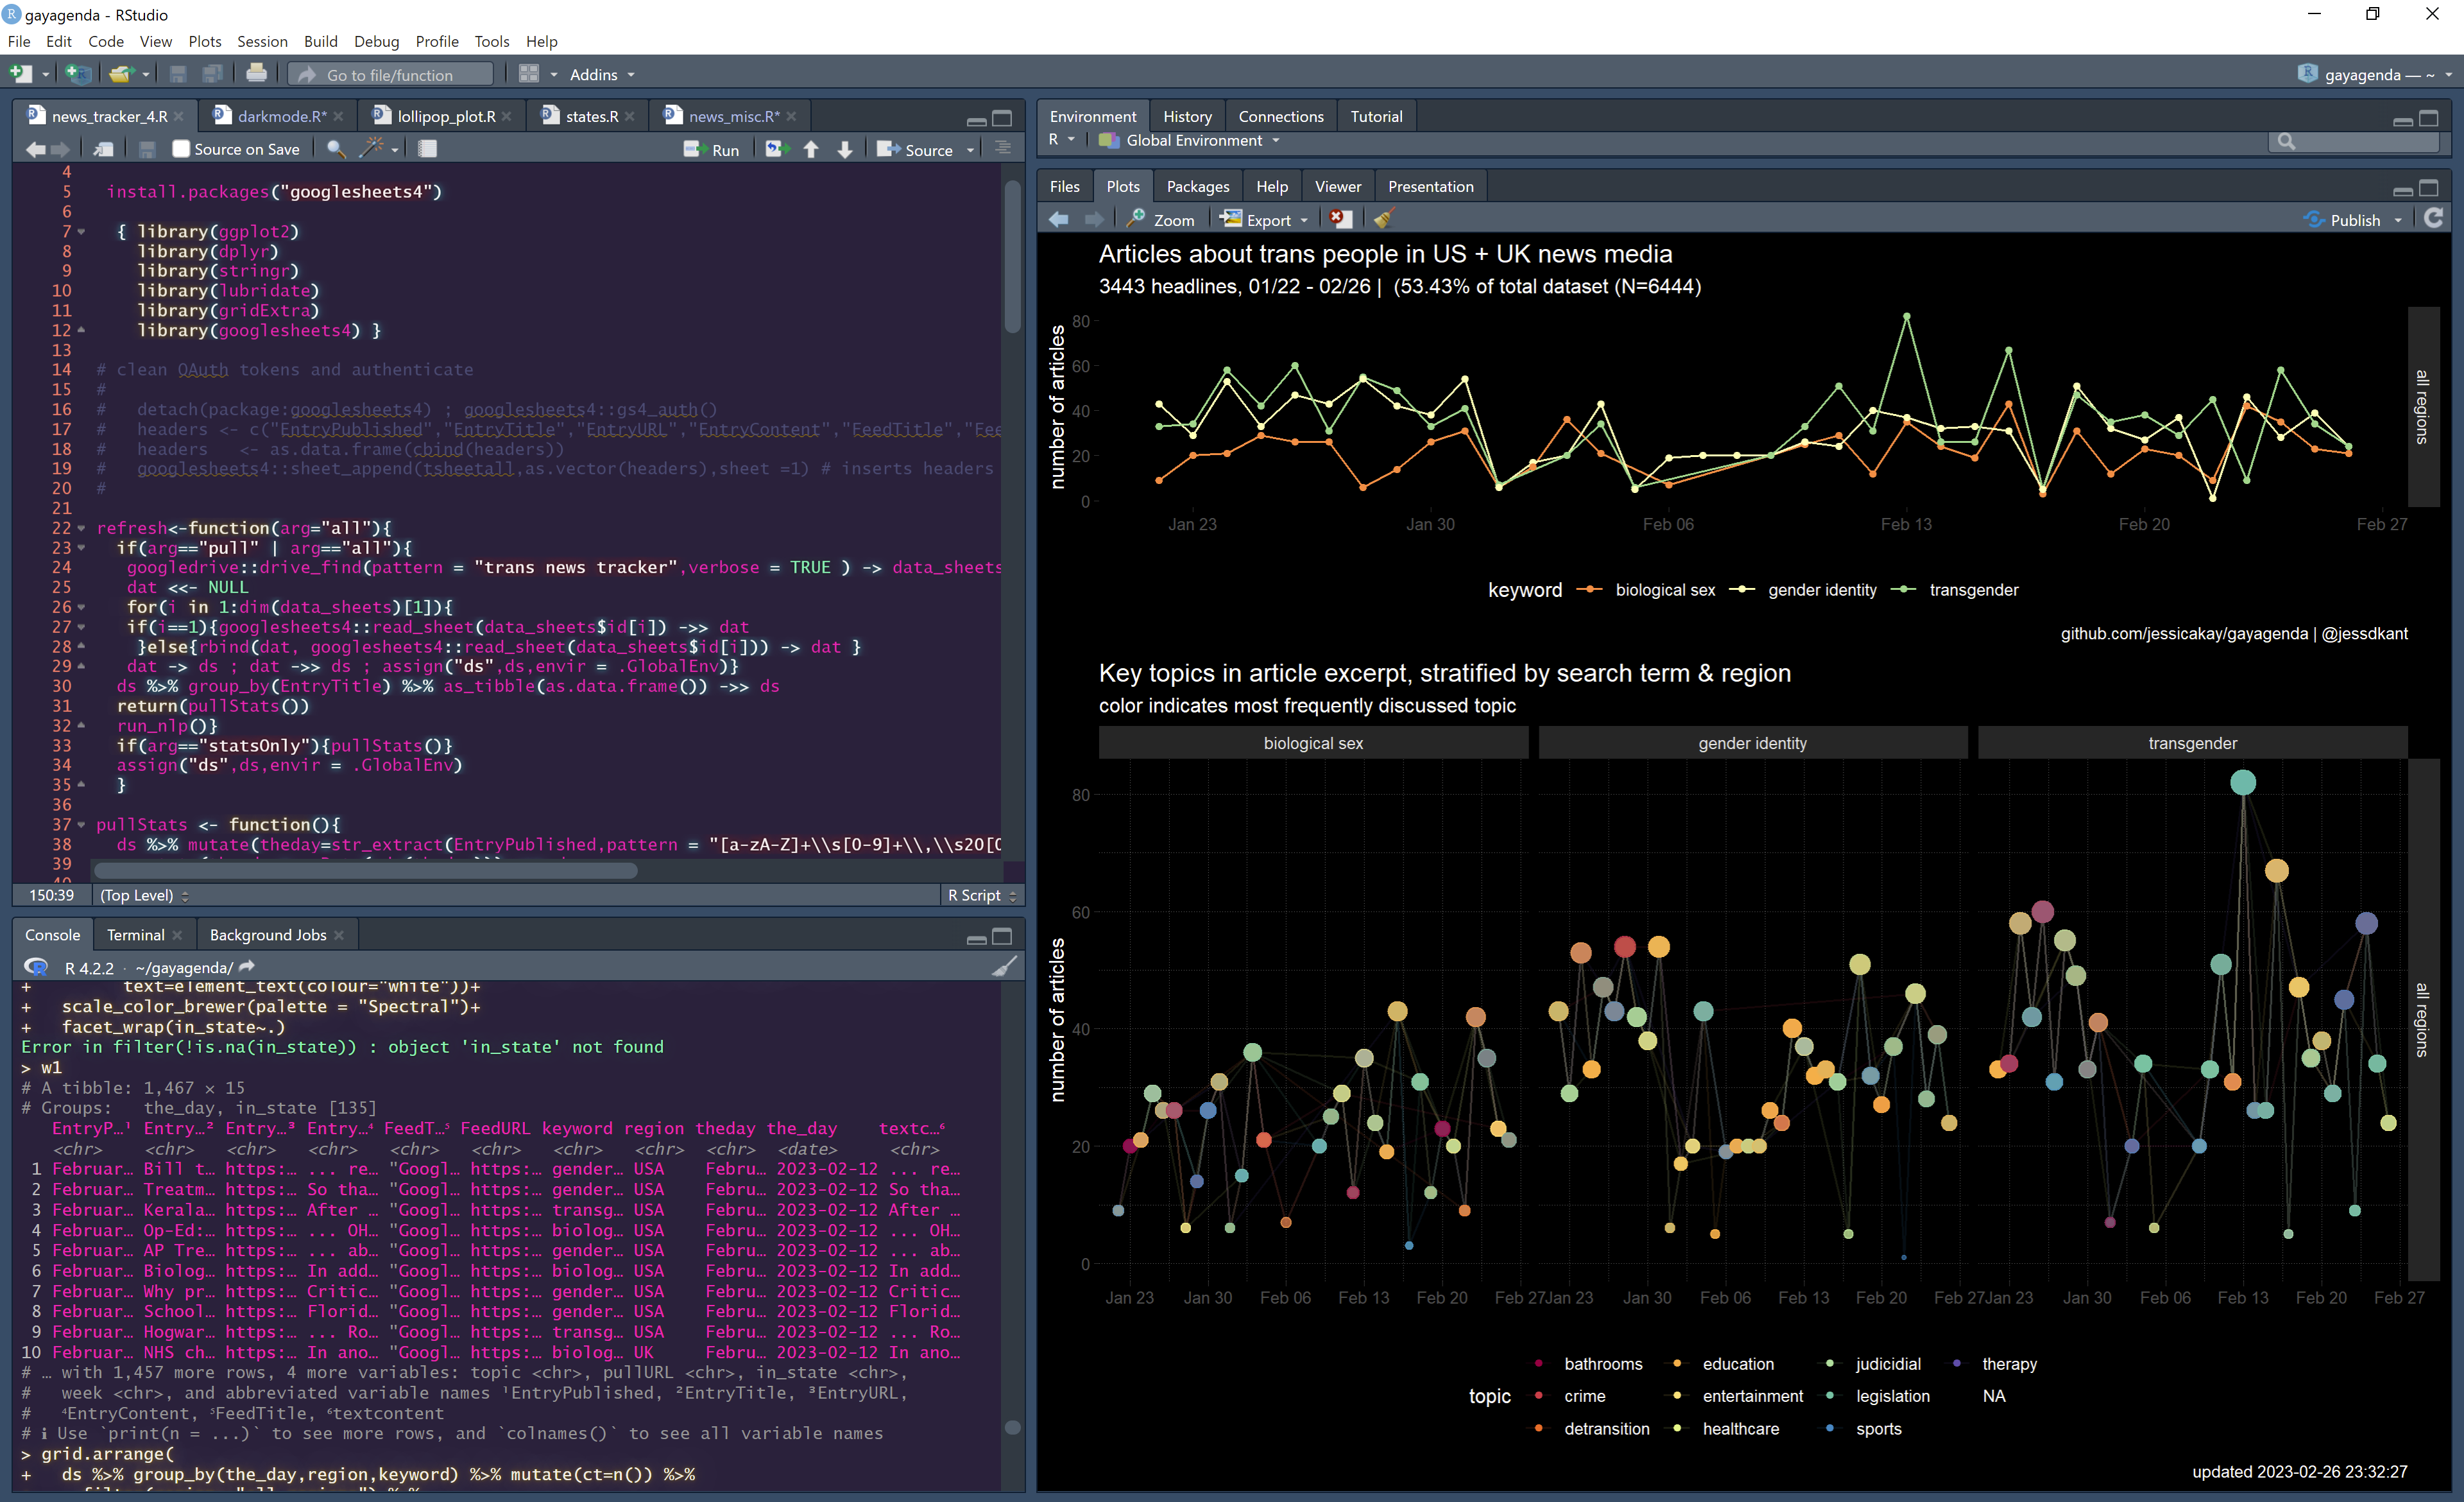 gayagenda - RStudio
File Edit Code View Plots Session Build Debug Profile Tools Help
Go to file/function Addins gayagenda — ~
news_tracker_4.R darkmode.R* lollipop_plot.R states.R news_misc.R*
Source on Save Run Source
4
5 install.packages("googlesheets4")
6
7 { library(ggplot2)
8 library(dplyr)
9 library(stringr)
10 library(lubridate)
11 library(gridExtra)
12 library(googlesheets4) }
13
14 # clean OAuth tokens and authenticate
15 #
16 # detach(package:googlesheets4) ; googlesheets4::gs4_auth()
17 # headers <- c("EntryPublished","EntryTitle","EntryURL","EntryContent","FeedTitle","Fee
18 # headers <- as.data.frame(cbind(headers))
19 # googlesheets4::sheet_append(tsheetall,as.vector(headers),sheet =1) # inserts headers
20 #
21
22 refresh<-function(arg="all"){
23 if(arg=="pull" | arg=="all"){
24 googledrive::drive_find(pattern = "trans news tracker",verbose = TRUE ) -> data_sheets
25 dat <<- NULL
26 for(i in 1:dim(data_sheets)[1]){
27 if(i==1){googlesheets4::read_sheet(data_sheets$id[i]) ->> dat
28 }else{rbind(dat, googlesheets4::read_sheet(data_sheets$id[i])) -> dat }
29 dat -> ds ; dat ->> ds ; assign("ds",ds,envir = .GlobalEnv)}
30 ds %>% group_by(EntryTitle) %>% as_tibble(as.data.frame()) ->> ds
31 return(pullStats())
32 run_nlp()}
33 if(arg=="statsOnly"){pullStats()}
34 assign("ds",ds,envir = .GlobalEnv)
35 }
36
37 pullStats <- function(){
38 ds %>% mutate(theday=str_extract(EntryPublished,pattern = "[a-zA-Z]+\\s[0-9]+\\,\\s20[0
39
150:39 (Top Level) R Script
Console Terminal Background Jobs
R 4.2.2 · ~/gayagenda/
+ text=element_text(colour="white"))+
+ scale_color_brewer(palette = "Spectral")+
+ facet_wrap(in_state~.)
Error in filter(!is.na(in_state)) : object 'in_state' not found
> w1
# A tibble: 1,467 × 15
# Groups: the_day, in_state [135]
EntryP…¹ Entry…² Entry…³ Entry…⁴ FeedT…⁵ FeedURL keyword region theday the_day textc…⁶
<chr> <chr> <chr> <chr> <chr> <chr> <chr> <chr> <chr> <date> <chr>
1 Februar… Bill t… https:… ... re… "Googl… https:… gender… USA Febru… 2023-02-12 ... re…
2 Februar… Treatm… https:… So tha… "Googl… https:… gender… USA Febru… 2023-02-12 So tha…
3 Februar… Kerala… https:… After … "Googl… https:… transg… USA Febru… 2023-02-12 After …
4 Februar… Op-Ed:… https:… ... OH… "Googl… https:… biolog… USA Febru… 2023-02-12 ... OH…
5 Februar… AP Tre… https:… ... ab… "Googl… https:… gender… USA Febru… 2023-02-12 ... ab…
6 Februar… Biolog… https:… In add… "Googl… https:… biolog… USA Febru… 2023-02-12 In add…
7 Februar… Why pr… https:… Critic… "Googl… https:… gender… USA Febru… 2023-02-12 Critic…
8 Februar… School… https:… Florid… "Googl… https:… gender… USA Febru… 2023-02-12 Florid…
9 Februar… Hogwar… https:… ... Ro… "Googl… https:… transg… USA Febru… 2023-02-12 ... Ro…
10 Februar… NHS ch… https:… In ano… "Googl… https:… biolog… UK Febru… 2023-02-12 In ano…
# … with 1,457 more rows, 4 more variables: topic <chr>, pullURL <chr>, in_state <chr>,
# week <chr>, and abbreviated variable names ¹EntryPublished, ²EntryTitle, ³EntryURL,
# ⁴EntryContent, ⁵FeedTitle, ⁶textcontent
# ℹ Use `print(n = ...)` to see more rows, and `colnames()` to see all variable names
> grid.arrange(
+ ds %>% group_by(the_day,region,keyword) %>% mutate(ct=n()) %>%
Environment History Connections Tutorial
R Global Environment
Files Plots Packages Help Viewer Presentation
Zoom Export Publish
Articles about trans people in US + UK news media
3443 headlines, 01/22 - 02/26 | (53.43% of total dataset (N=6444)
number of articles
80
60
40
20
0
all regions
Jan 23 Jan 30 Feb 06 Feb 13 Feb 20 Feb 27
keyword biological sex gender identity transgender
github.com/jessicakay/gayagenda | @jessdkant
Key topics in article excerpt, stratified by search term & region
color indicates most frequently discussed topic
biological sex gender identity transgender
number of articles
80
60
40
20
0
all regions
Jan 23 Jan 30 Feb 06 Feb 13 Feb 20 Feb 27 Jan 23 Jan 30 Feb 06 Feb 13 Feb 20 Feb 27 Jan 23 Jan 30 Feb 06 Feb 13 Feb 20 Feb 27
bathrooms education judicidial therapy
topic crime entertainment legislation NA
detransition healthcare sports
updated 2023-02-26 23:32:27